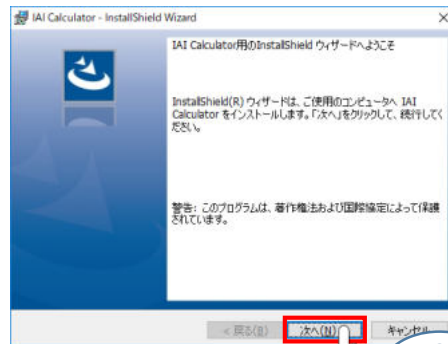 IAI Calculator - InstallShield Wizard
IAI Calculator用のInstallShield ウィザードへようこそ
InstallShield(R) ウィザードは、ご使用のコンピュータへ IAI
Calculator をインストールします。「次へ」をクリックして、続行してく
ださい。
警告: このプログラムは、著作権法および国際協定によって保護
されています。
< 戻る(B)
次へ(N)
キャンセル